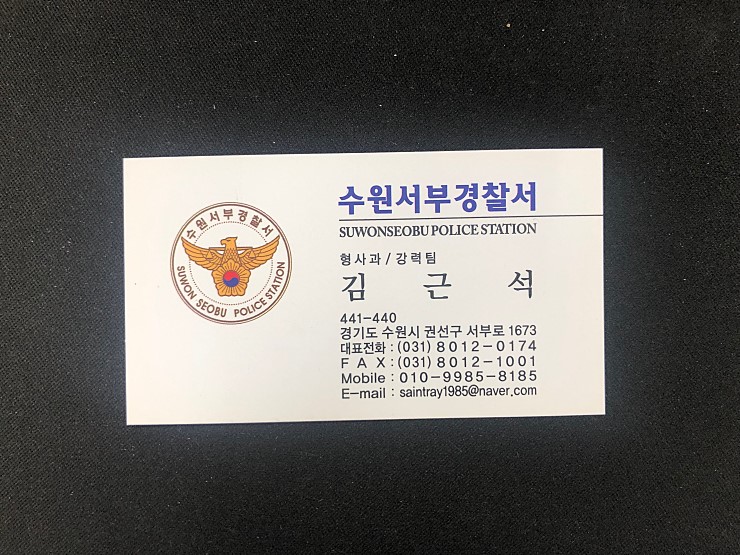 수원서부경찰서
SUWON SEOBU POLICE STATION
수원서부경찰서
SUWONSEOBU POLICE STATION
형사과/강력팀
김 근 석
441-440
경기도 수원시 권선구 서부로 1673
대표전화 : (031) 8012-0174
F A X : (031) 8012-1001
Mobile : 010-9985-8185
E-mail : saintray1985@naver.com